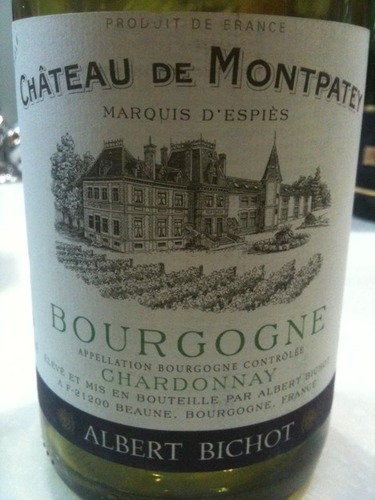 PRODUIT DE FRANCE
CHÂTEAU DE MONTPATEY
MARQUIS D'ESPIÈS
BOURGOGNE
APPELLATION BOURGOGNE CONTRÔLÉE
CHARDONNAY
ELEVÉ ET MIS EN BOUTEILLE PAR ALBERT BICHOT
A F-21200 BEAUNE, BOURGOGNE, FRANCE
ALBERT BICHOT